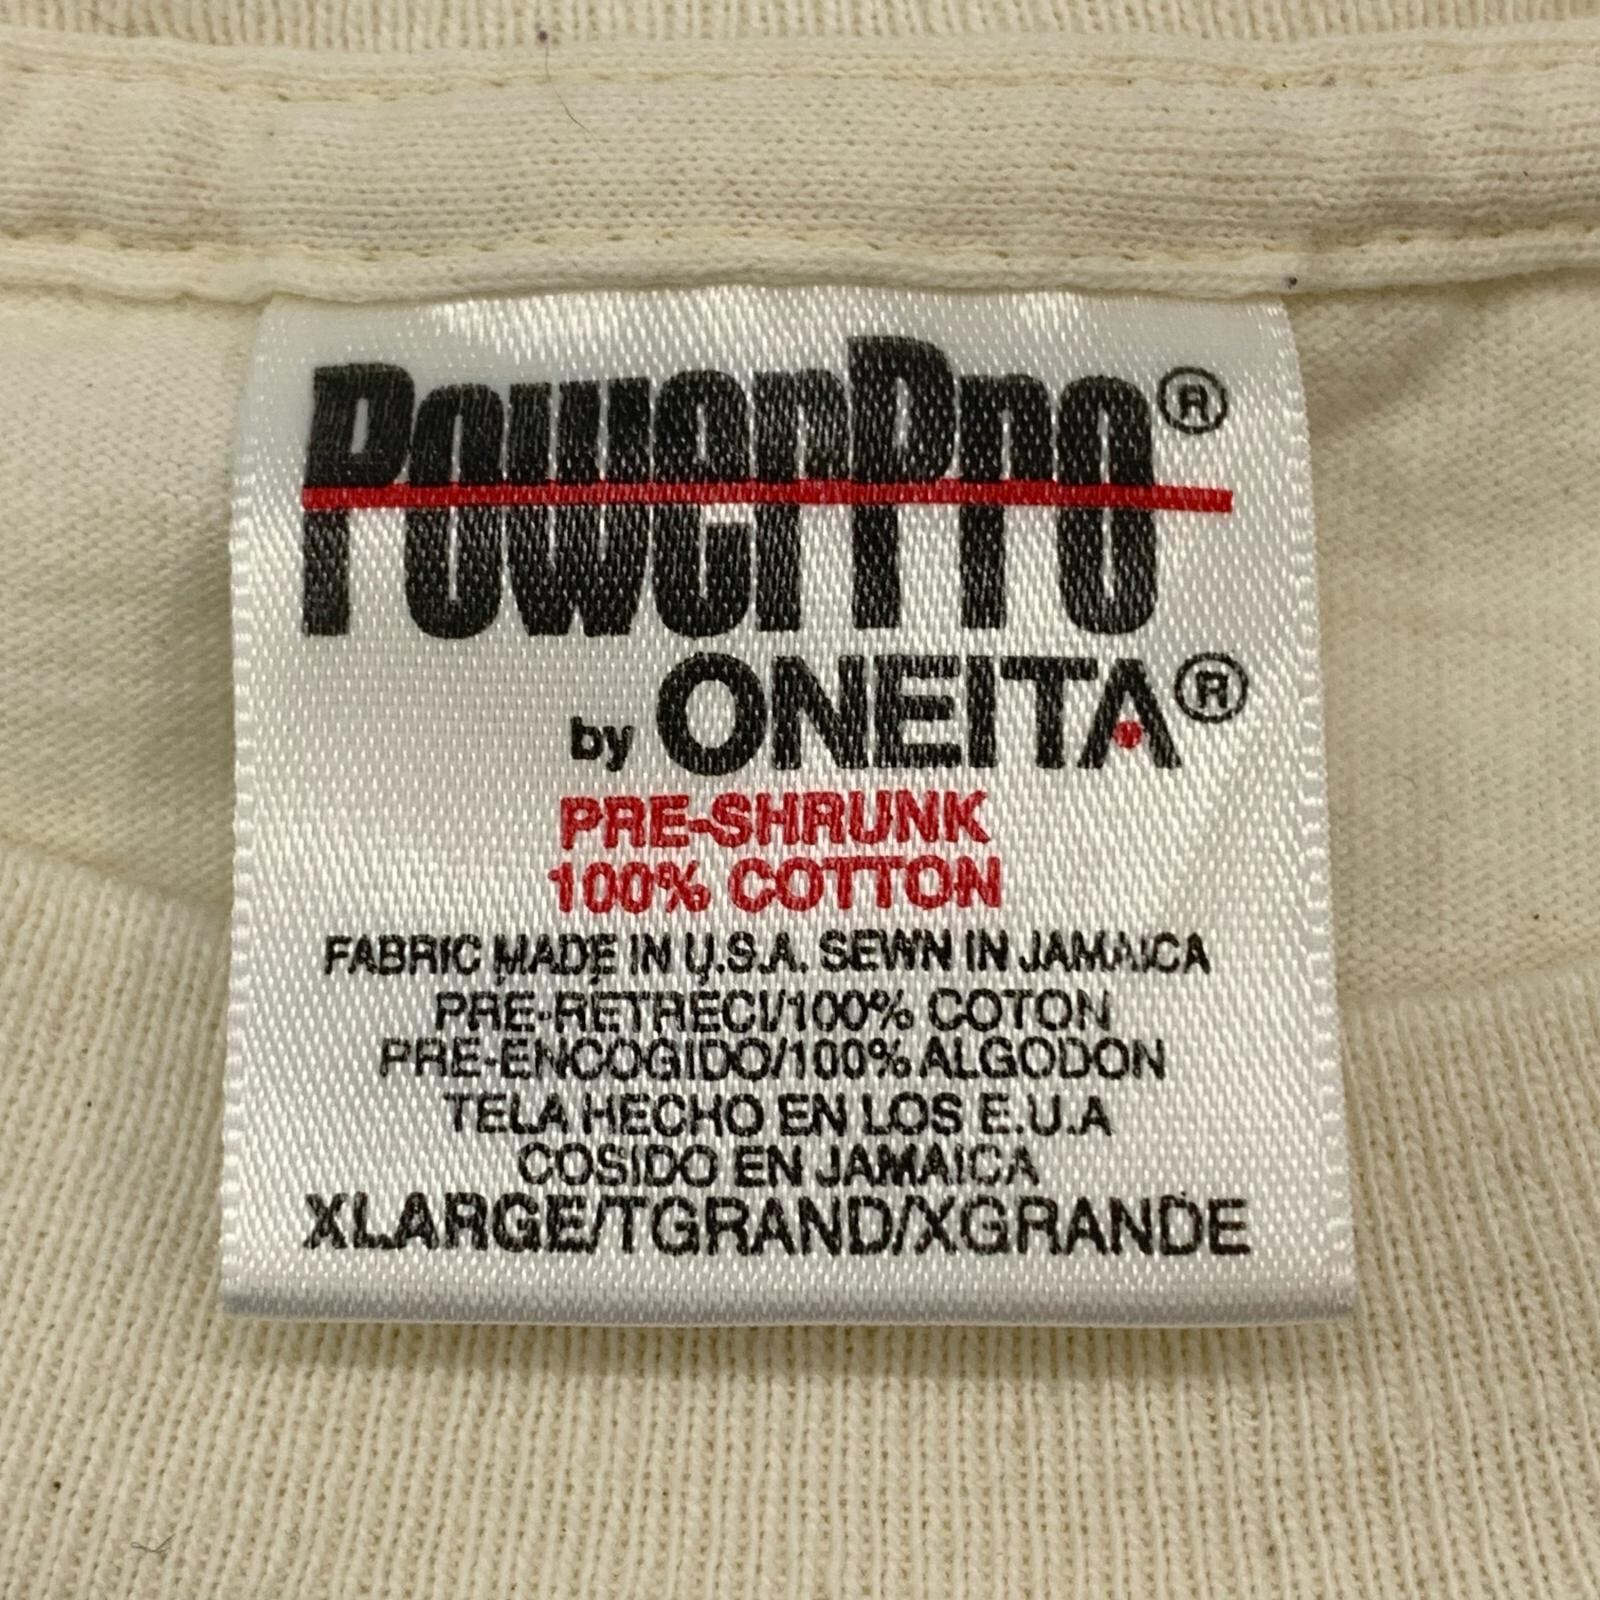 PowerPro®
by ONEITA®
PRE-SHRUNK
100% COTTON
FABRIC MADE IN U.S.A. SEWN IN JAMAICA
PRE-RÉTRÉCI/100% COTON
PRE-ENCOGIDO/100% ALGODON
TELA HECHO EN LOS E.U.A
COSIDO EN JAMAICA
XLARGE/TGRAND/XGRANDE